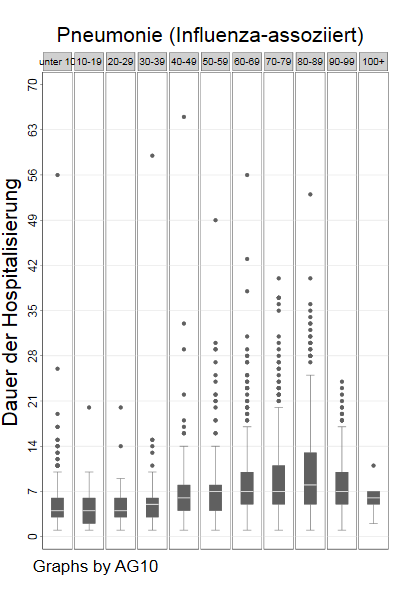 Pneumonie (Influenza-assoziiert)
unter 10 10-19 20-29 30-39 40-49 50-59 60-69 70-79 80-89 90-99 100+
Dauer der Hospitalisierung
70
63
56
49
42
35
28
21
14
7
0
Graphs by AG10